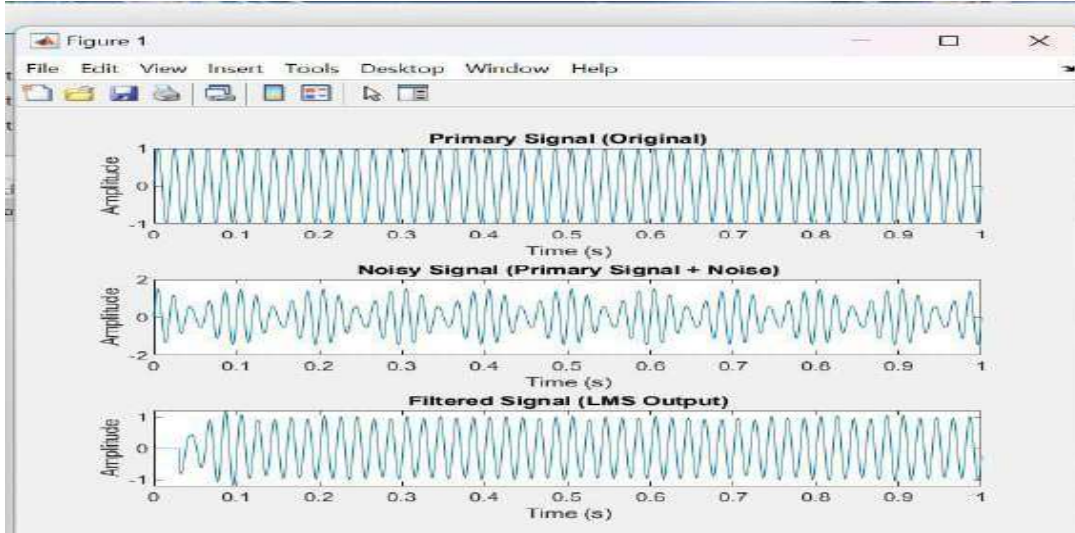 Figure 1
File Edit View Insert Tools Desktop Window Help
Primary Signal (Original)
1
0
-1
Amplitude
0 0.1 0.2 0.3 0.4 0.5 0.6 0.7 0.8 0.9 1
Time (s)
Noisy Signal (Primary Signal + Noise)
2
0
-2
Amplitude
0 0.1 0.2 0.3 0.4 0.5 0.6 0.7 0.8 0.9 1
Time (s)
Filtered Signal (LMS Output)
1
0
-1
Amplitude
0 0.1 0.2 0.3 0.4 0.5 0.6 0.7 0.8 0.9 1
Time (s)